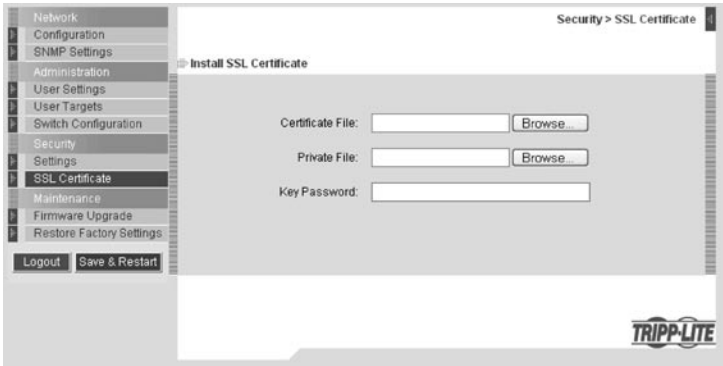 Network
Configuration
SNMP Settings
Administration
User Settings
User Targets
Switch Configuration
Security
Settings
SSL Certificate
Maintenance
Firmware Upgrade
Restore Factory Settings
Logout Save & Restart
Security > SSL Certificate
Install SSL Certificate
Certificate File: Browse...
Private File: Browse...
Key Password:
TRIPP·LITE